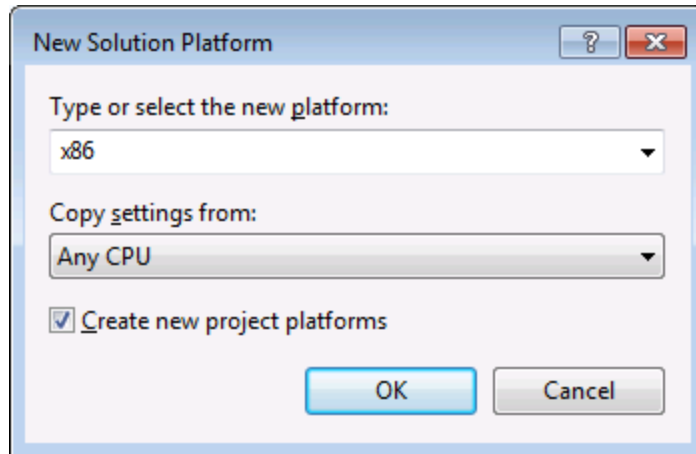 New Solution Platform
?
Type or select the new platform:
x86
Copy settings from:
Any CPU
Create new project platforms
OK Cancel